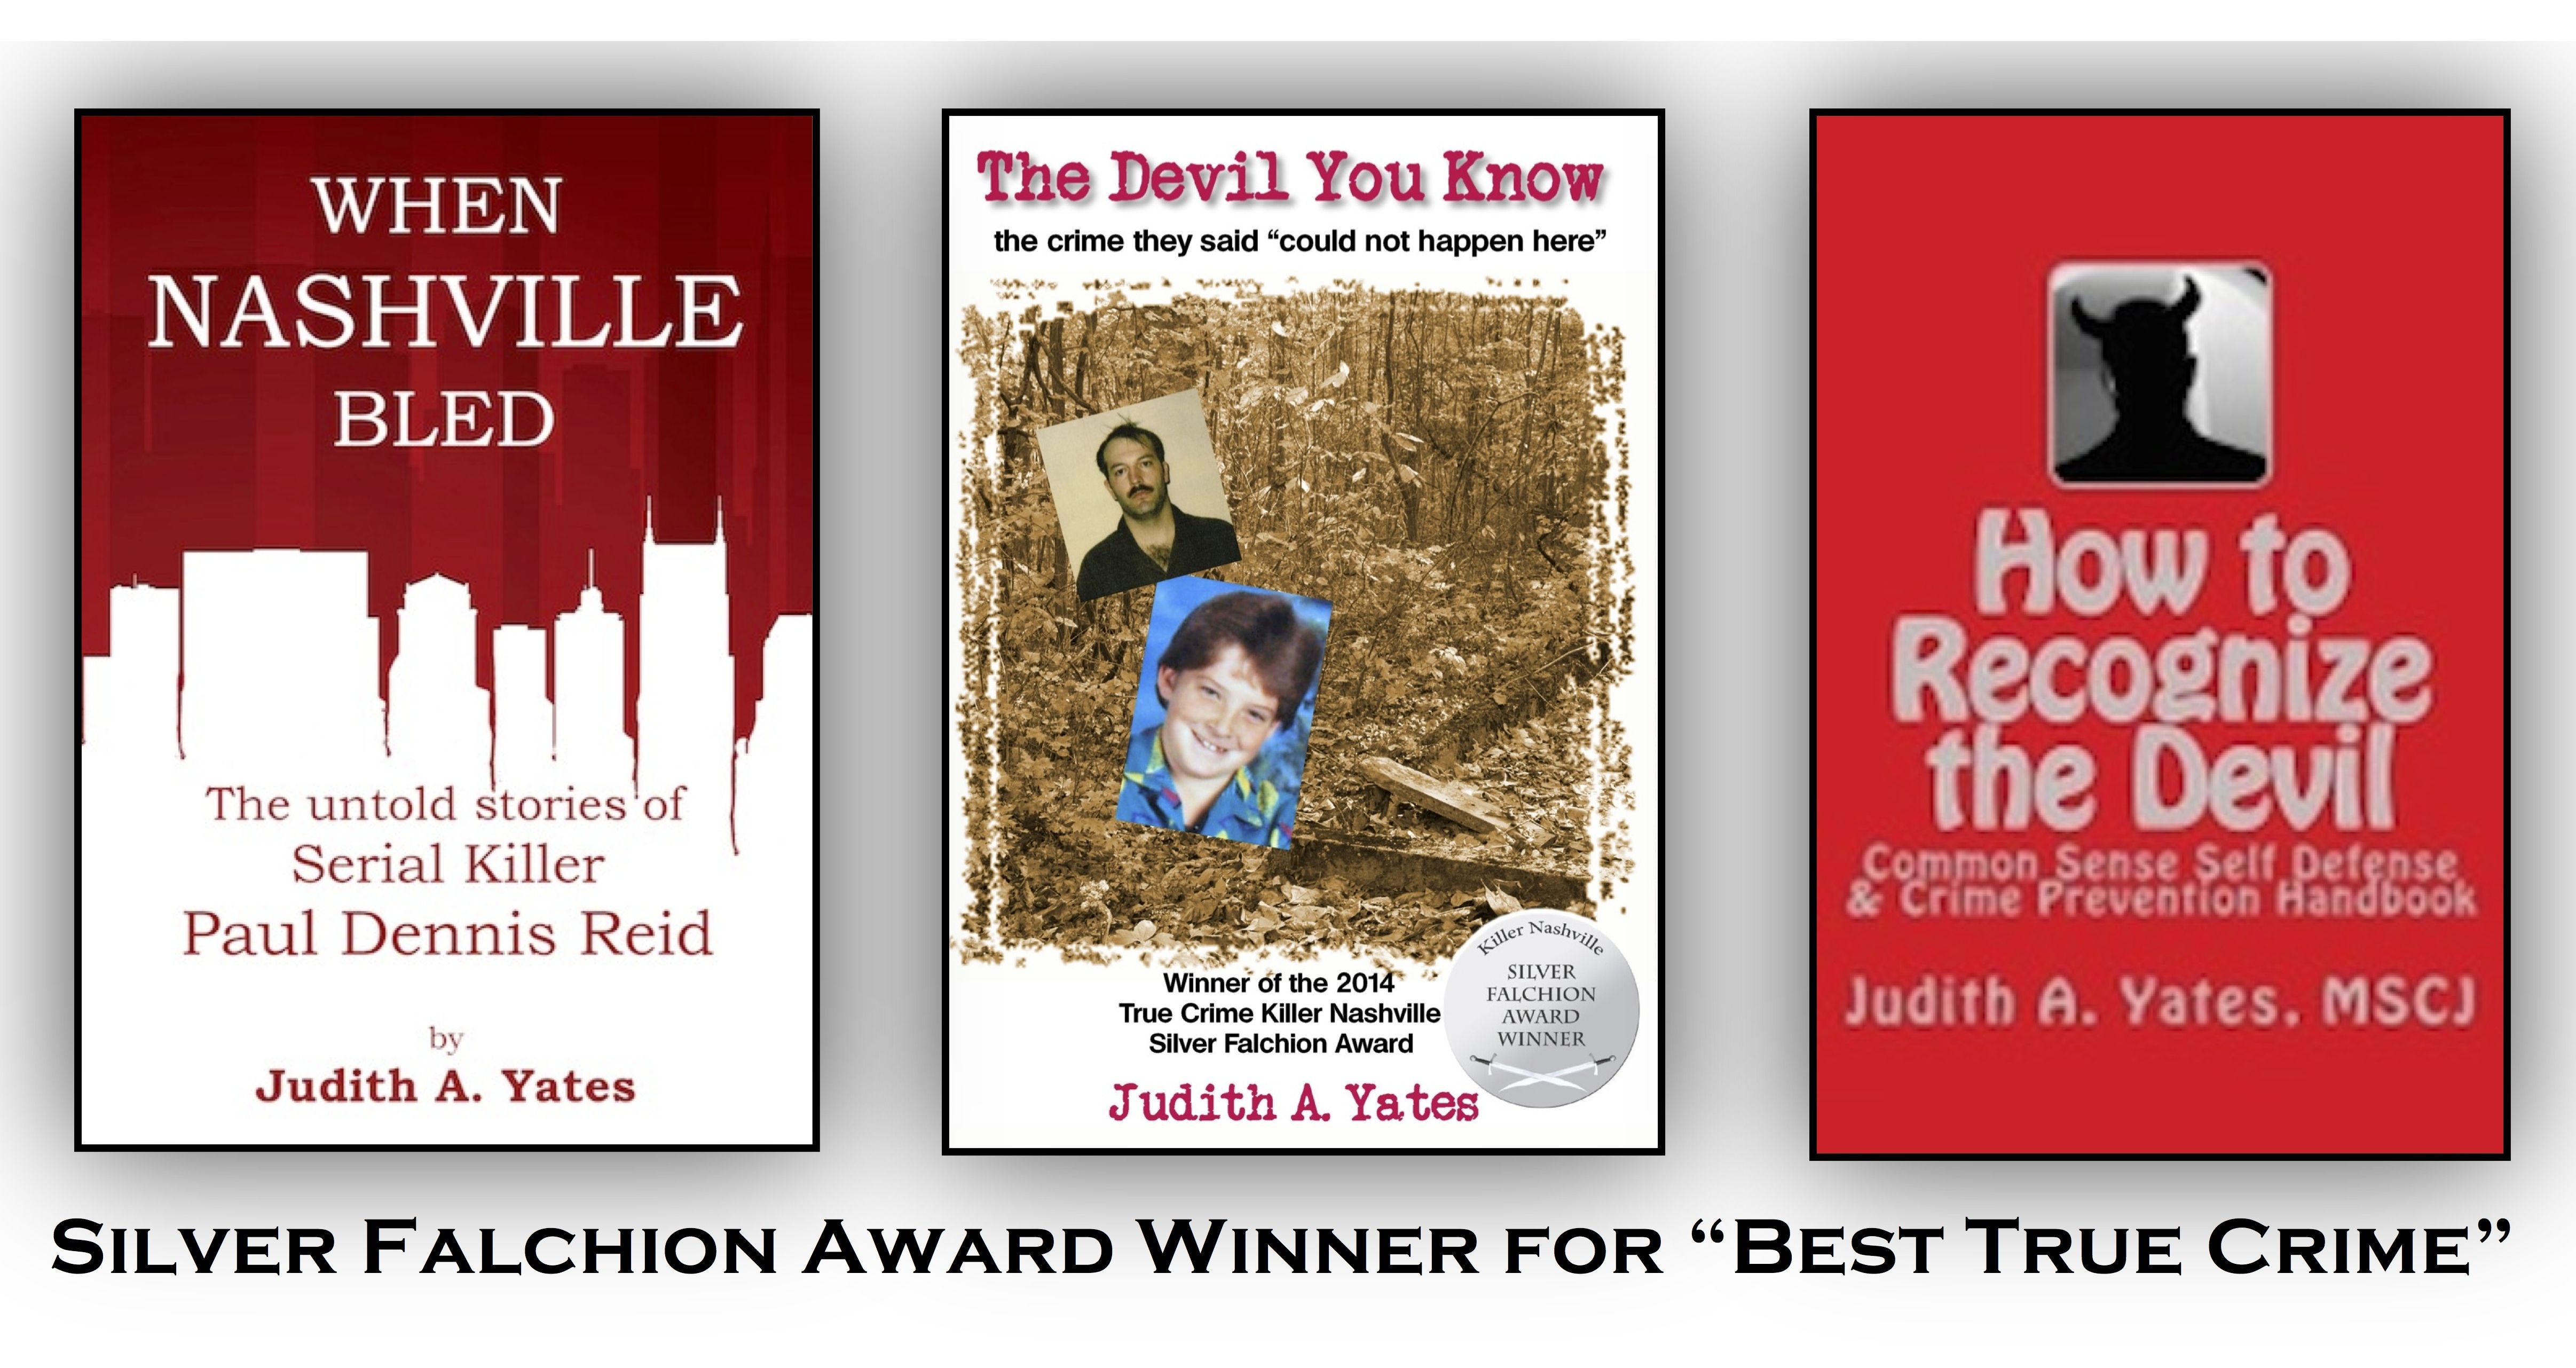 WHEN
NASHVILLE
BLED
The untold stories of
Serial Killer
Paul Dennis Reid
by
Judith A. Yates
The Devil You Know
the crime they said “could not happen here”
Winner of the 2014
True Crime Killer Nashville
Silver Falchion Award
Judith A. Yates
Killer Nashville
SILVER
FALCHION
AWARD
WINNER
How to
Recognize
the Devil
Common Sense Self Defense
& Crime Prevention Handbook
Judith A. Yates, MSCJ
SILVER FALCHION AWARD WINNER FOR “BEST TRUE CRIME”